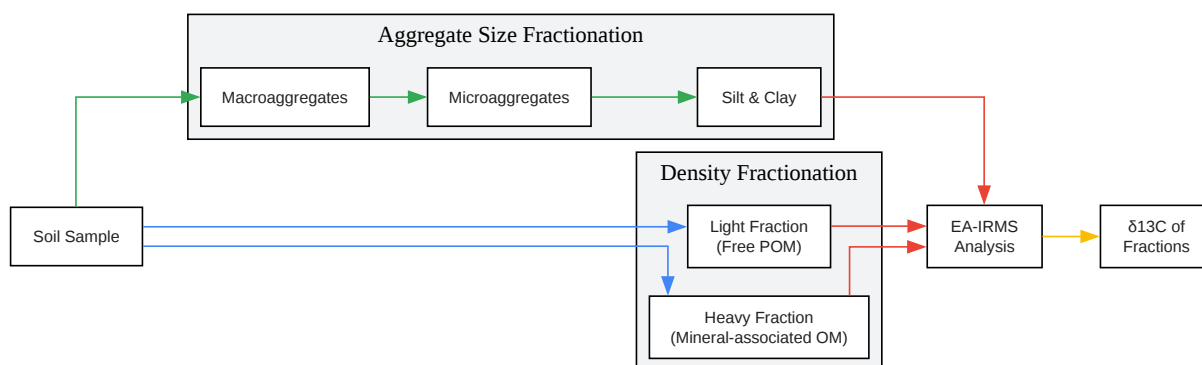 Aggregate Size Fractionation
Macroaggregates
Microaggregates
Silt & Clay
Density Fractionation
Soil Sample
Light Fraction
(Free POM)
EA-IRMS
Analysis
δ13C of
Fractions
Heavy Fraction
(Mineral-associated OM)